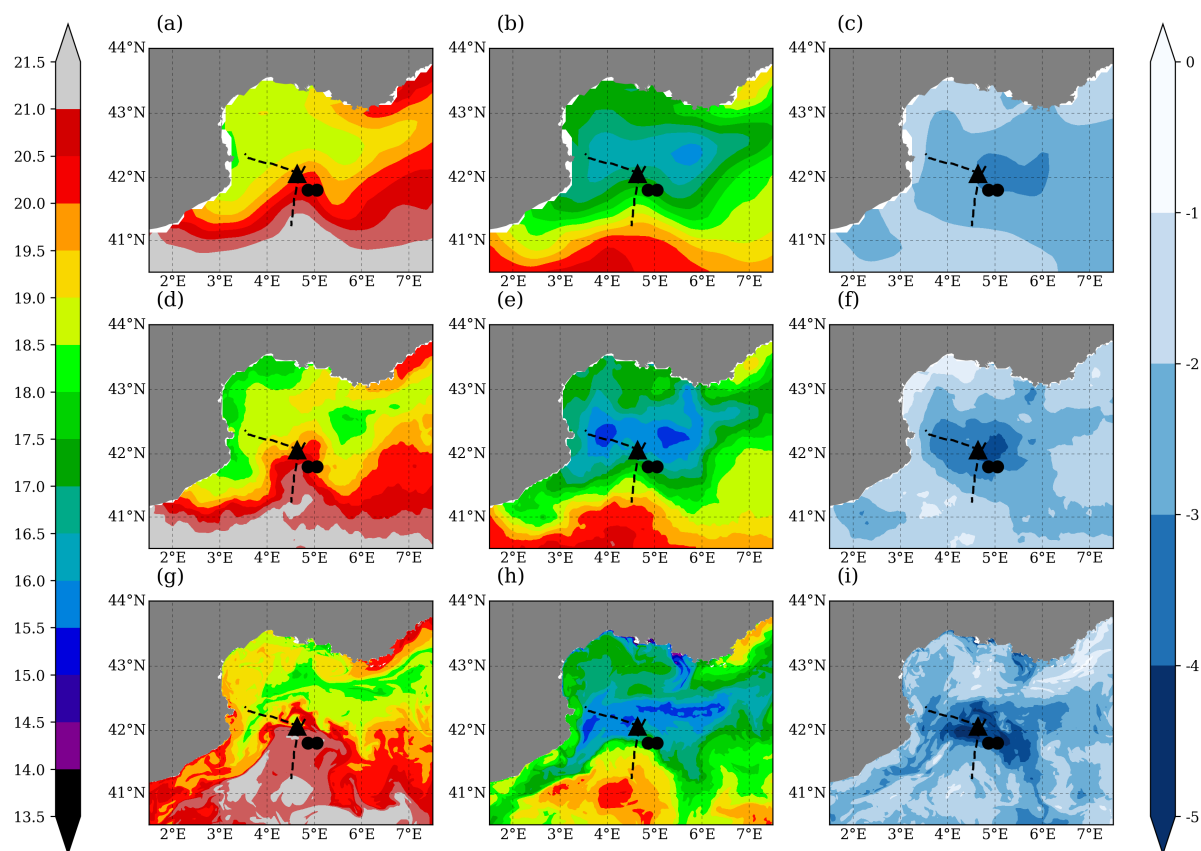 (a) (b) (c)
21.5
21.0
20.5
20.0
19.5
19.0
18.5
18.0
17.5
17.0
16.5
16.0
15.5
15.0
14.5
14.0
13.5
44°N 44°N 44°N
43°N 43°N 43°N
42°N 42°N 42°N
41°N 41°N 41°N
2°E 3°E 4°E 5°E 6°E 7°E 2°E 3°E 4°E 5°E 6°E 7°E 2°E 3°E 4°E 5°E 6°E 7°E
(d) (e) (f)
44°N 44°N 44°N
43°N 43°N 43°N
42°N 42°N 42°N
41°N 41°N 41°N
2°E 3°E 4°E 5°E 6°E 7°E 2°E 3°E 4°E 5°E 6°E 7°E 2°E 3°E 4°E 5°E 6°E 7°E
(g) (h) (i)
44°N 44°N 44°N
43°N 43°N 43°N
42°N 42°N 42°N
41°N 41°N 41°N
2°E 3°E 4°E 5°E 6°E 7°E 2°E 3°E 4°E 5°E 6°E 7°E 2°E 3°E 4°E 5°E 6°E 7°E
0
-1
-2
-3
-4
-5